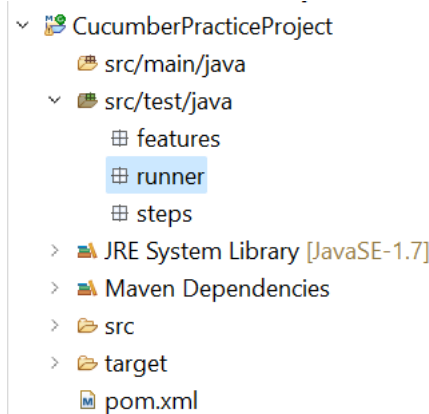 CucumberPracticeProject
src/main/java
src/test/java
features
runner
steps
JRE System Library [JavaSE-1.7]
Maven Dependencies
src
target
pom.xml